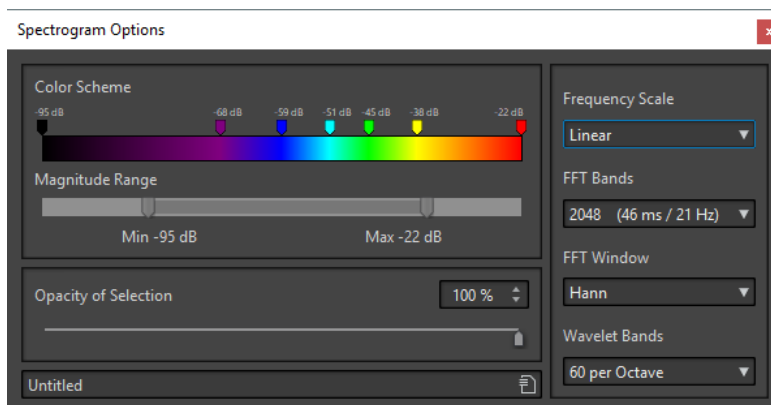 Spectrogram Options
x
Color Scheme
-95 dB -68 dB -59 dB -51 dB -45 dB -38 dB -22 dB
Magnitude Range
Min -95 dB Max -22 dB
Opacity of Selection
100 %
Untitled
Frequency Scale
Linear
FFT Bands
2048 (46 ms / 21 Hz)
FFT Window
Hann
Wavelet Bands
60 per Octave